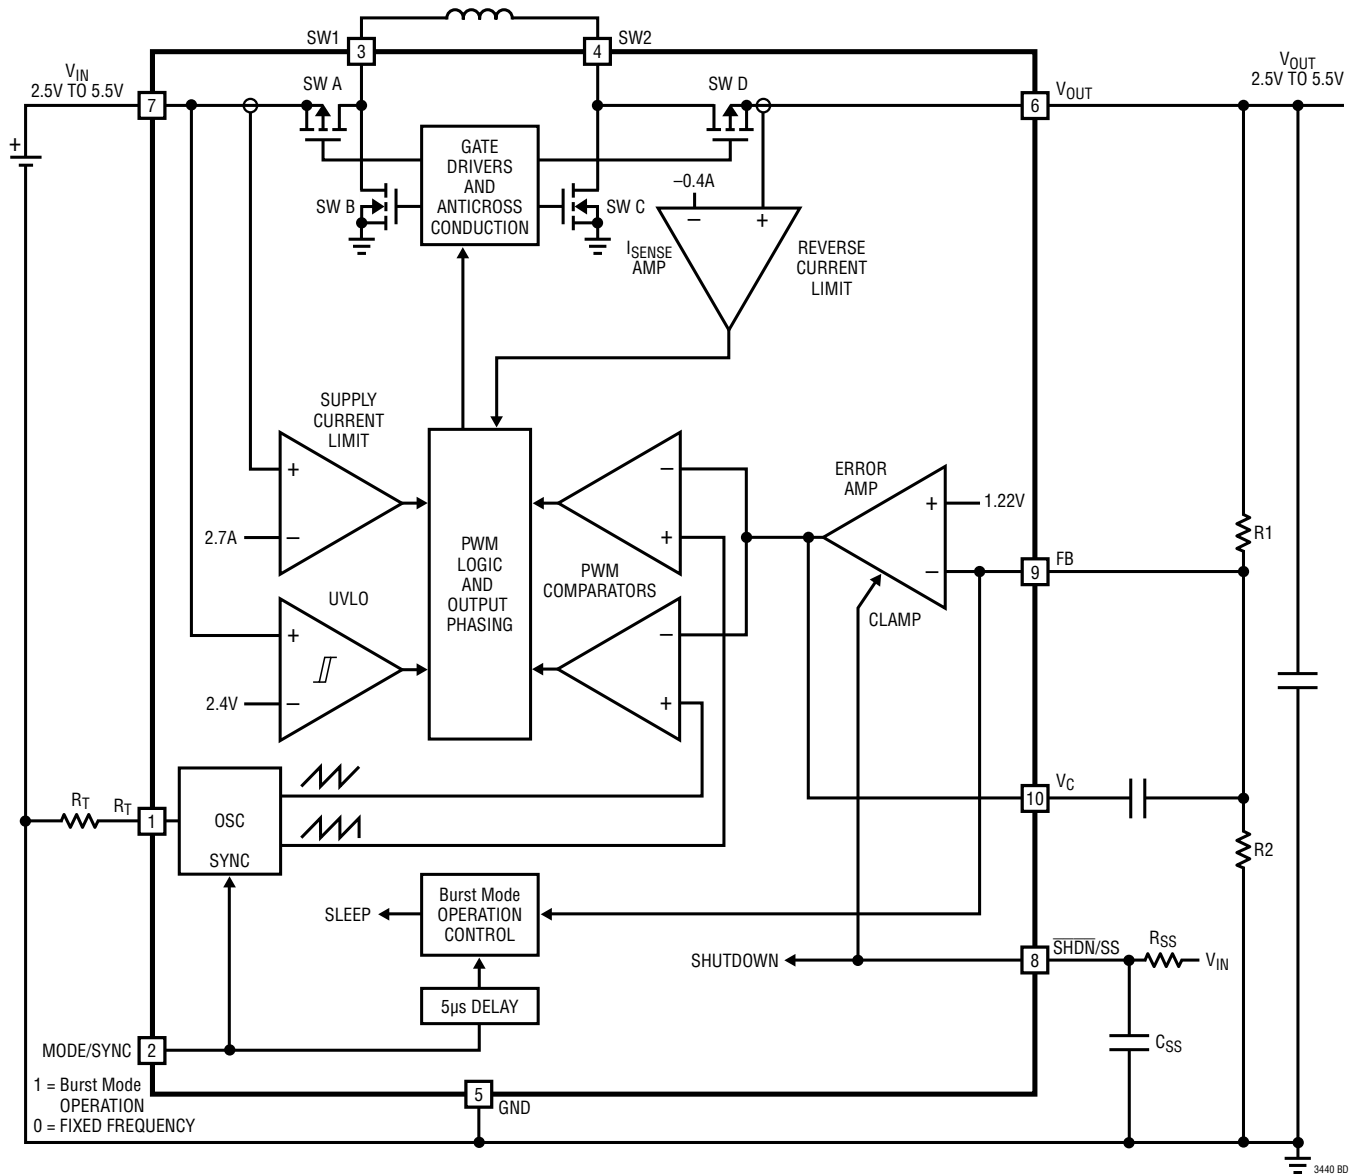 SW1
3
4
SW2
V_IN
2.5V TO 5.5V
7
SW A
SW D
V_OUT
6
V_OUT
2.5V TO 5.5V
+
GATE
DRIVERS
AND
ANTICROSS
CONDUCTION
SW B
SW C
–0.4A
–
+
I_SENSE
AMP
REVERSE
CURRENT
LIMIT
SUPPLY
CURRENT
LIMIT
+
2.7A
–
PWM
LOGIC
AND
OUTPUT
PHASING
–
+
PWM
COMPARATORS
ERROR
AMP
+
1.22V
–
CLAMP
FB
9
R1
UVLO
+
2.4V
–
–
+
R_T
R_T
1
OSC
SYNC
V_C
10
R2
SLEEP
Burst Mode
OPERATION
CONTROL
SHUTDOWN
8
SHDN/SS
R_SS
V_IN
5µs DELAY
C_SS
MODE/SYNC
2
1 = Burst Mode
OPERATION
0 = FIXED FREQUENCY
5
GND
3440 BD